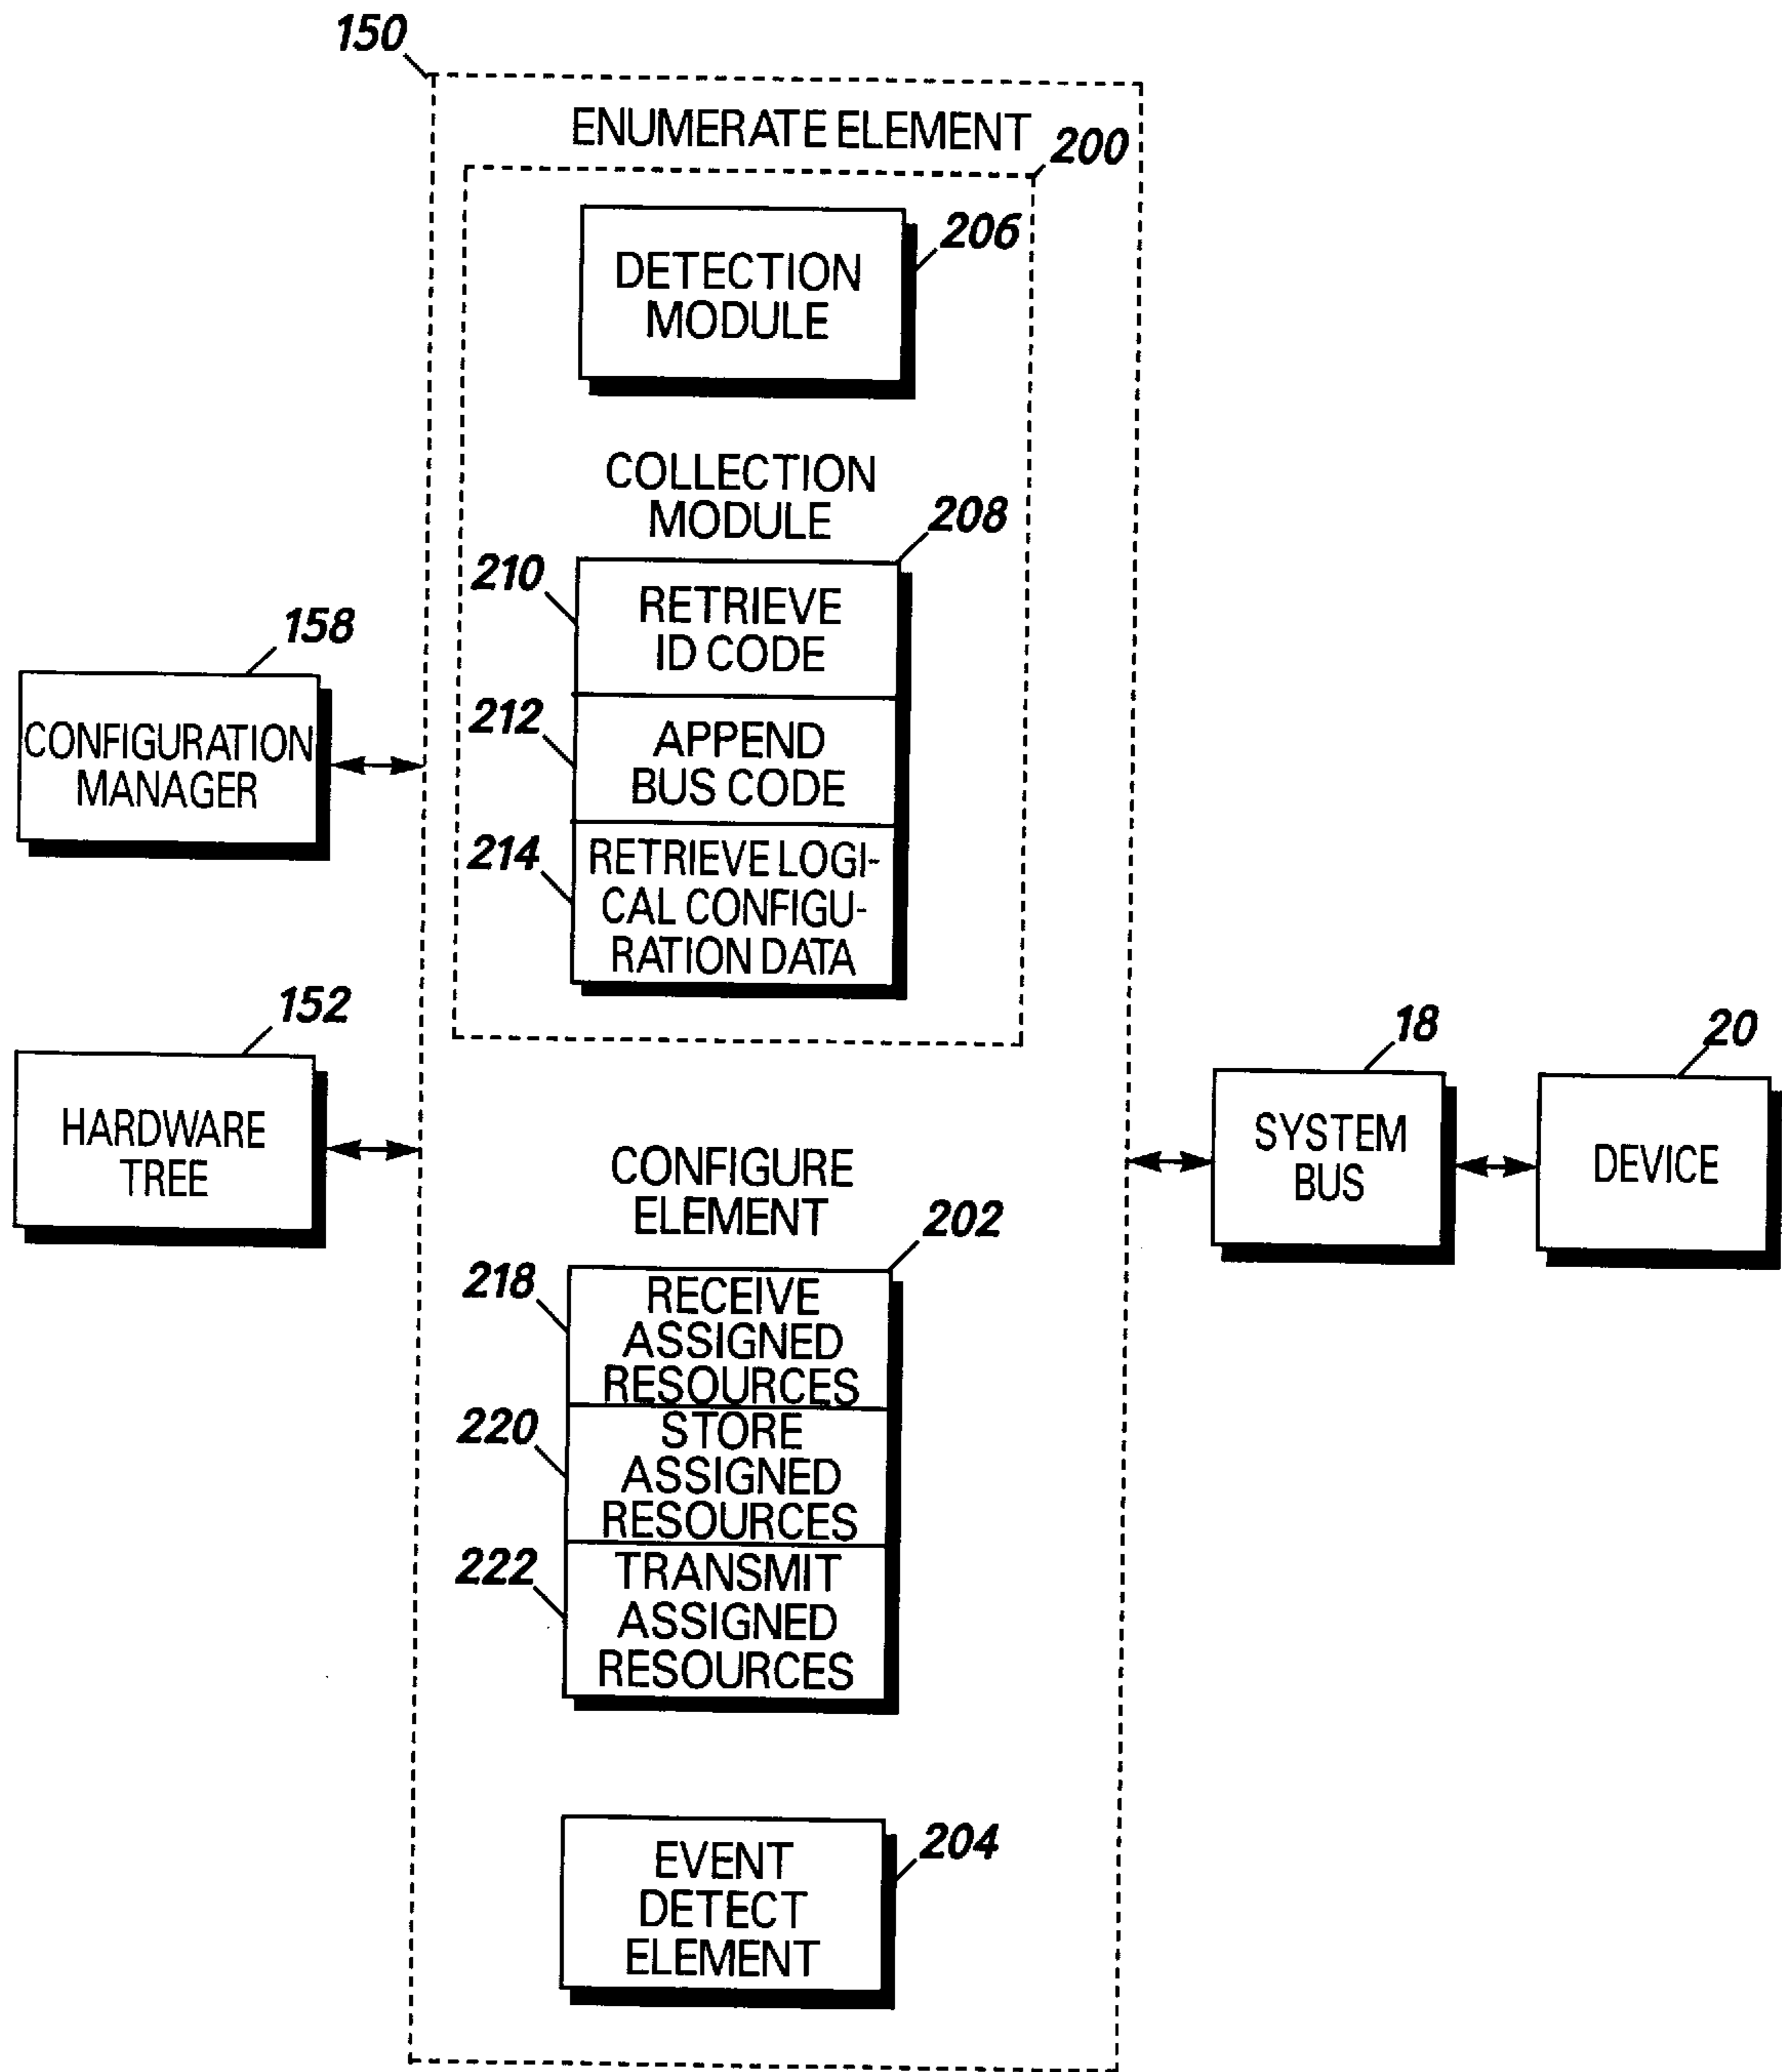 150
ENUMERATE ELEMENT
200
DETECTION
MODULE
206
COLLECTION
MODULE
208
210
RETRIEVE
ID CODE
212
APPEND
BUS CODE
214
RETRIEVE LOGI-
CAL CONFIGU-
RATION DATA
158
CONFIGURATION
MANAGER
152
HARDWARE
TREE
18
SYSTEM
BUS
20
DEVICE
CONFIGURE
ELEMENT
202
218
RECEIVE
ASSIGNED
RESOURCES
220
STORE
ASSIGNED
RESOURCES
222
TRANSMIT
ASSIGNED
RESOURCES
204
EVENT
DETECT
ELEMENT